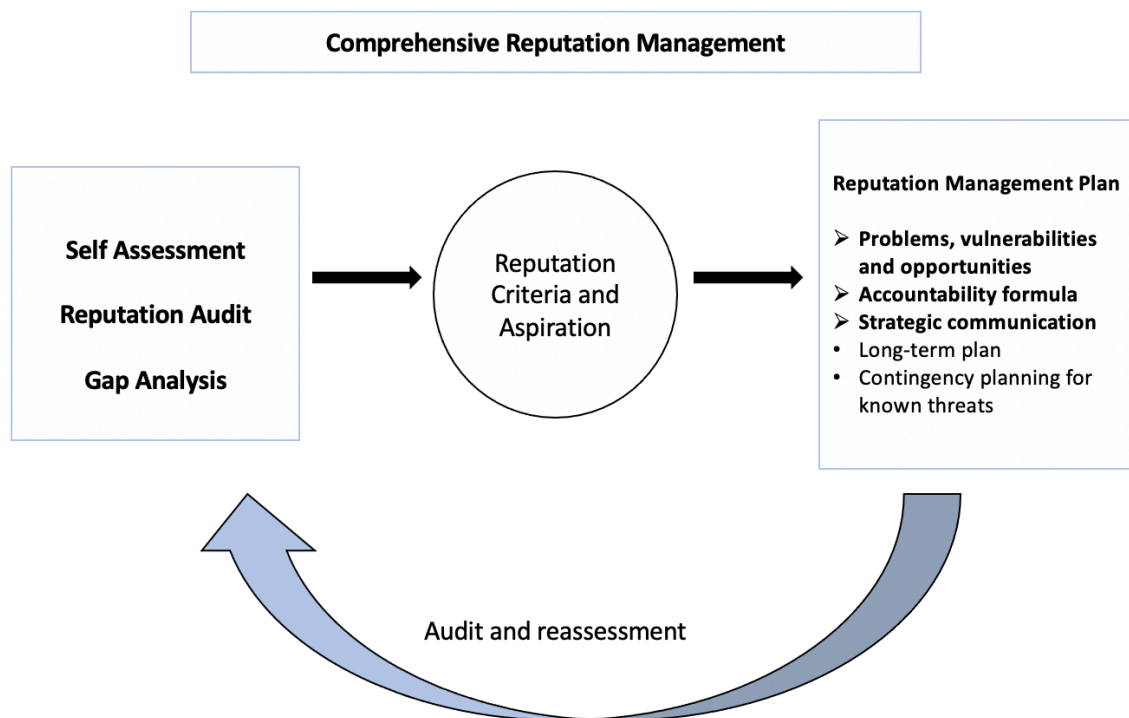 Comprehensive Reputation Management
Self Assessment
Reputation Audit
Gap Analysis
Reputation
Criteria and
Aspiration
Reputation Management Plan
➢ Problems, vulnerabilities
and opportunities
➢ Accountability formula
➢ Strategic communication
• Long-term plan
• Contingency planning for
known threats
Audit and reassessment